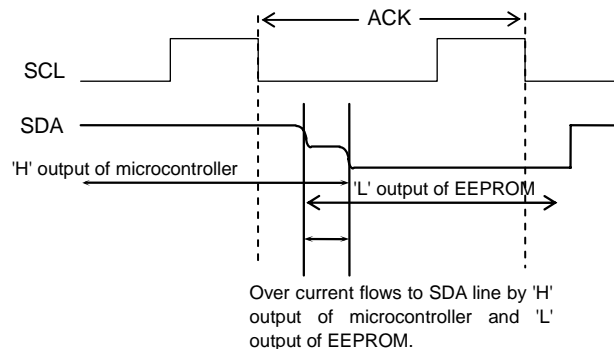 ACK
SCL
SDA
'H' output of microcontroller
'L' output of EEPROM
Over current flows to SDA line by 'H'
output of microcontroller and 'L'
output of EEPROM.